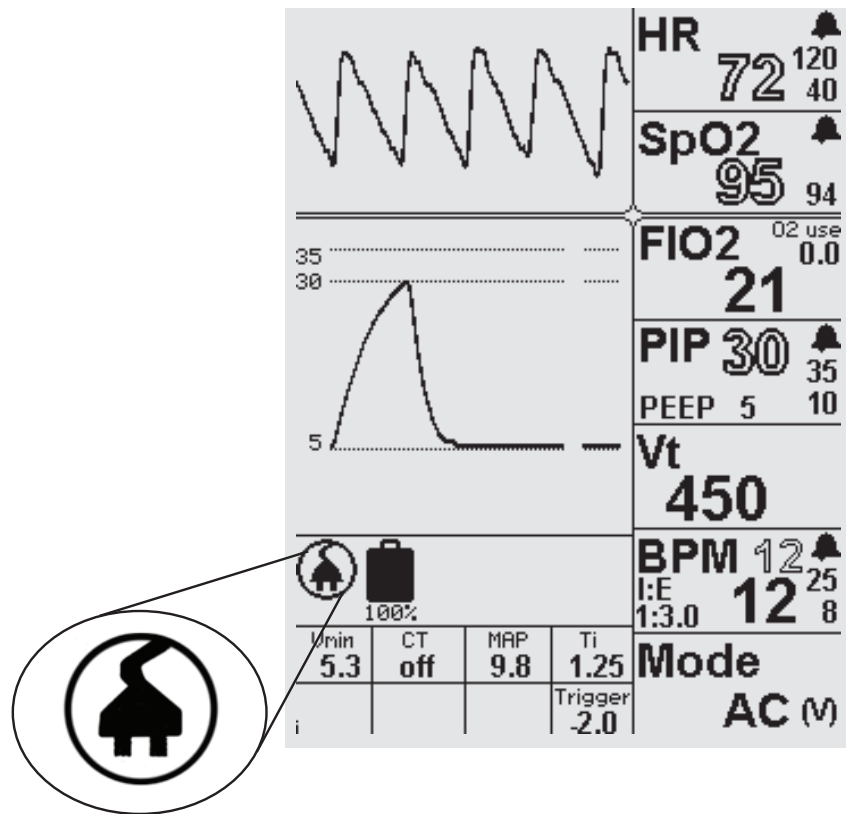 HR
72 120
40
SpO2
95 94
35
30
5
FIO2 O2 use
0.0
21
PIP 30
35
PEEP 5 10
Vt
450
BPM 12
I:E 25
1:3.0 12 8
100%
Vmin CT MAP Ti
5.3 off 9.8 1.25
Trigger
-2.0
Mode
AC (V)